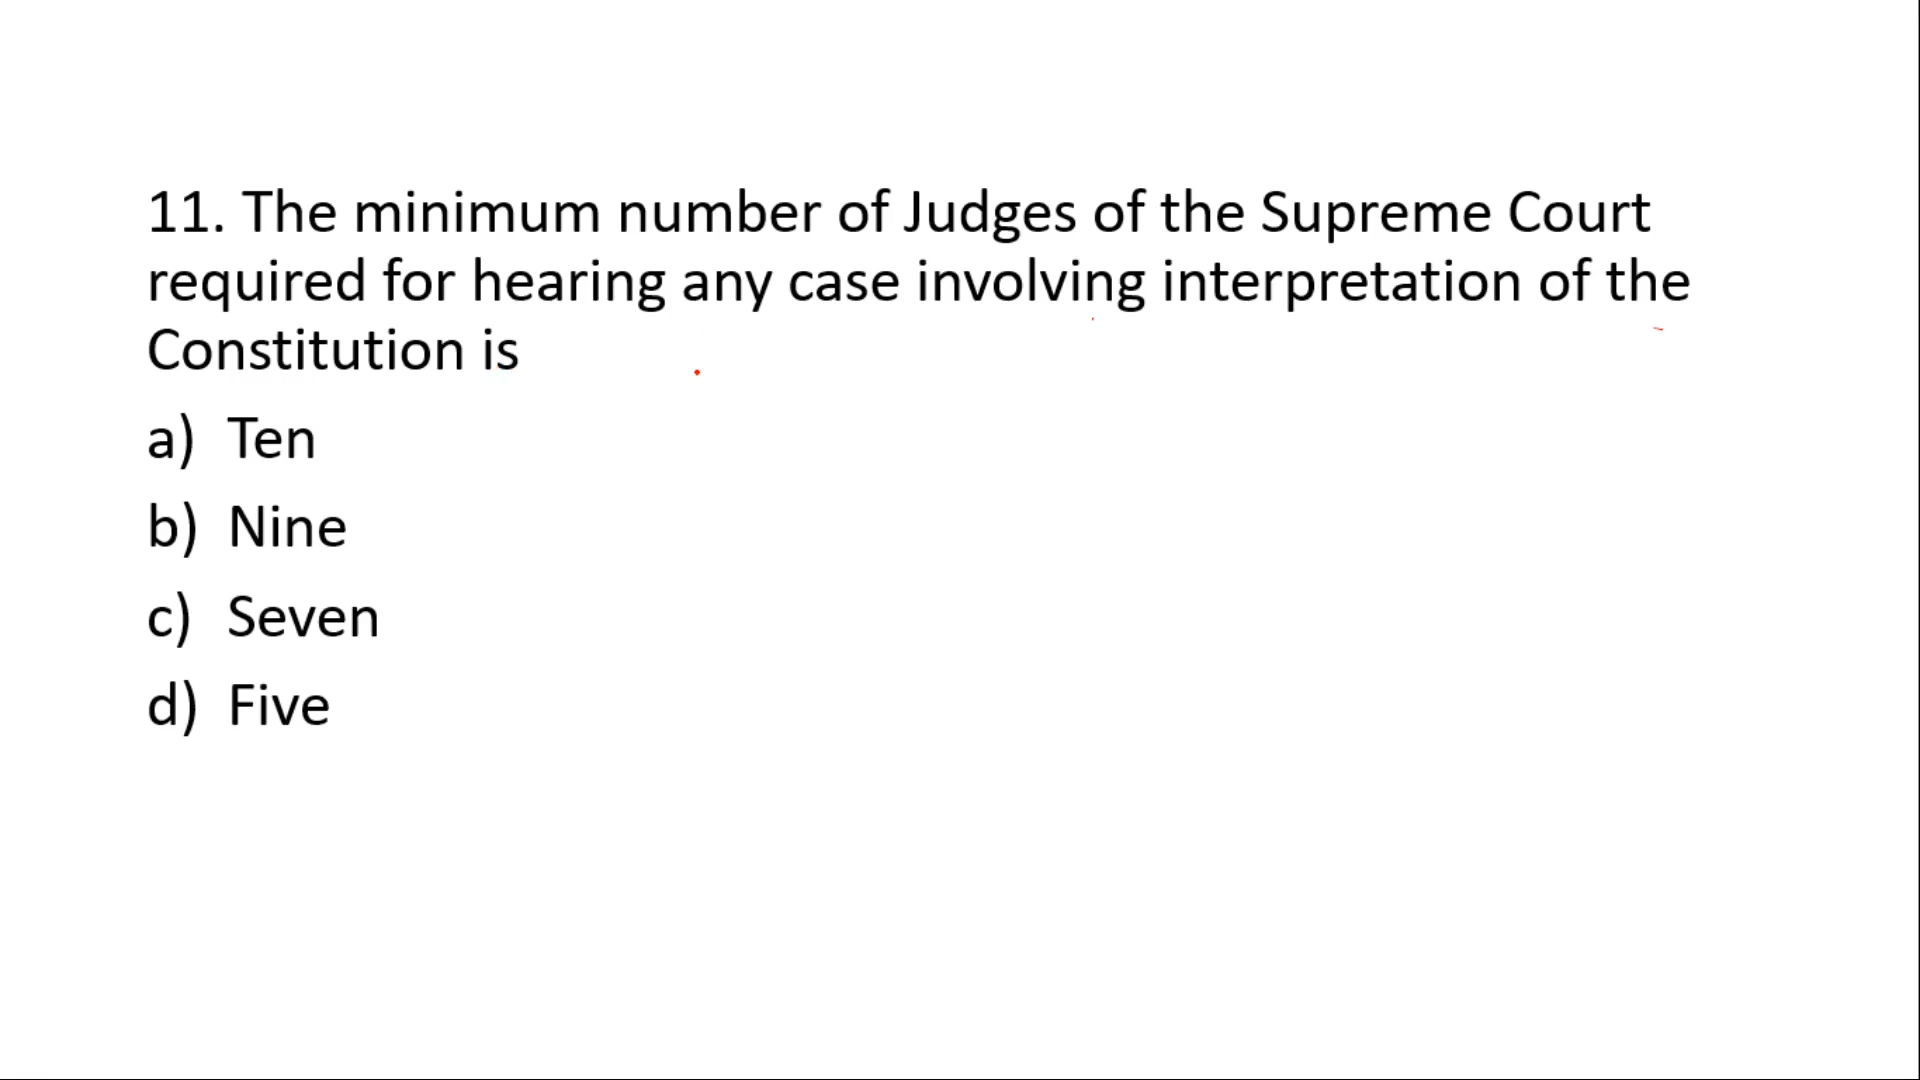 11. The minimum number of Judges of the Supreme Court
required for hearing any case involving interpretation of the
Constitution is
a) Ten
b) Nine
c) Seven
d) Five